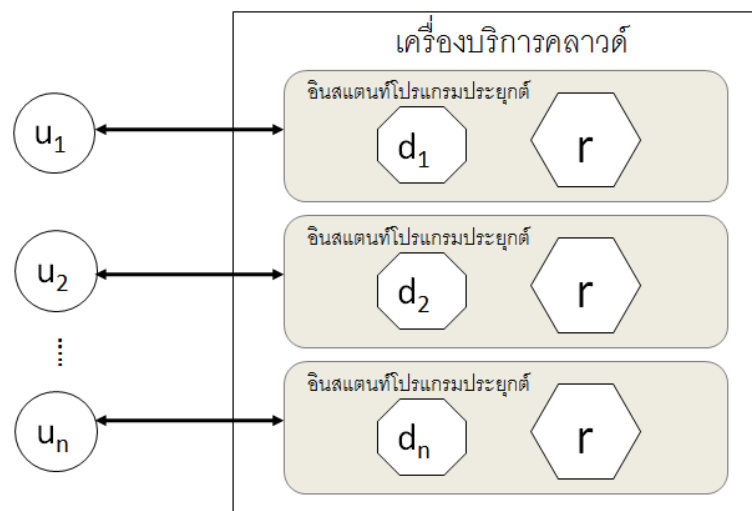 เครื่องบริการคลาวด์
อินสแตนท์โปรแกรมประยุกต์
u1
d1
r
อินสแตนท์โปรแกรมประยุกต์
u2
d2
r
อินสแตนท์โปรแกรมประยุกต์
un
dn
r